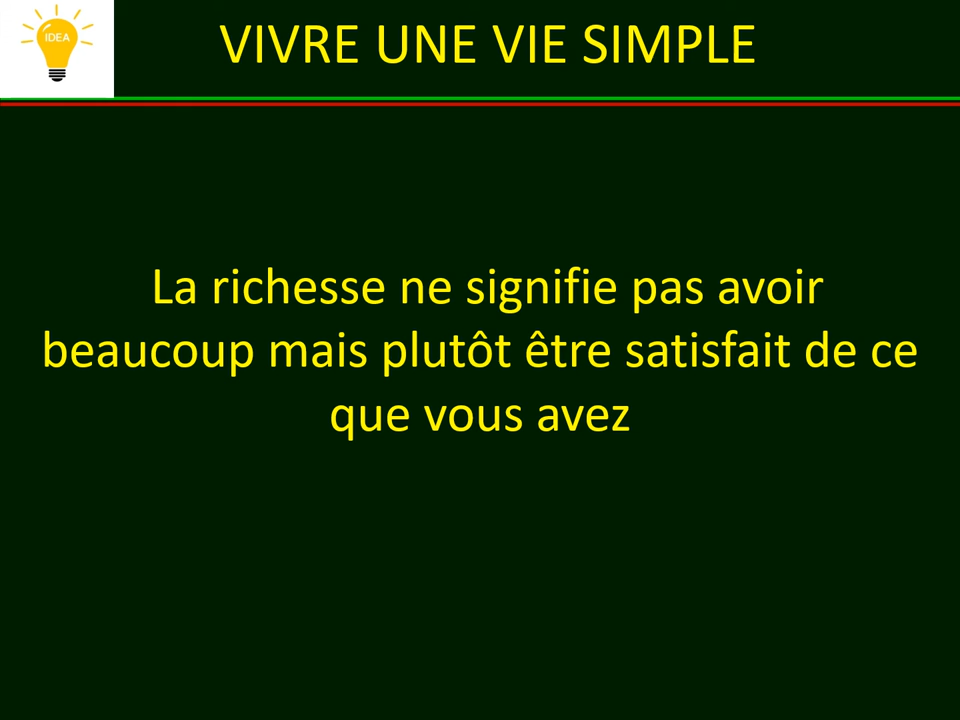 IDEA
VIVRE UNE VIE SIMPLE
La richesse ne signifie pas avoir
beaucoup mais plutôt être satisfait de ce
que vous avez